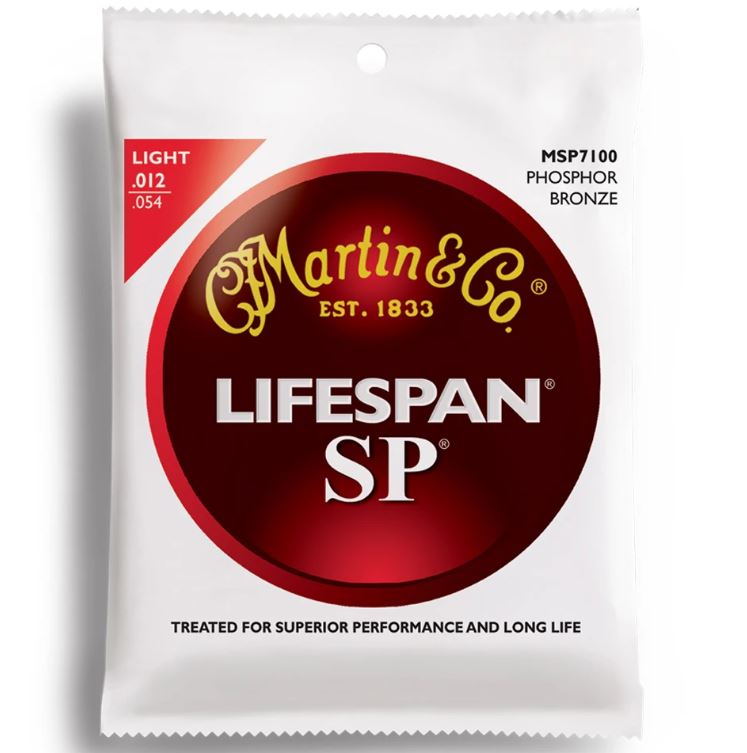 LIGHT
.012
.054
MSP7100
PHOSPHOR
BRONZE
CFMartin & Co.®
EST. 1833
LIFESPAN®
SP®
TREATED FOR SUPERIOR PERFORMANCE AND LONG LIFE